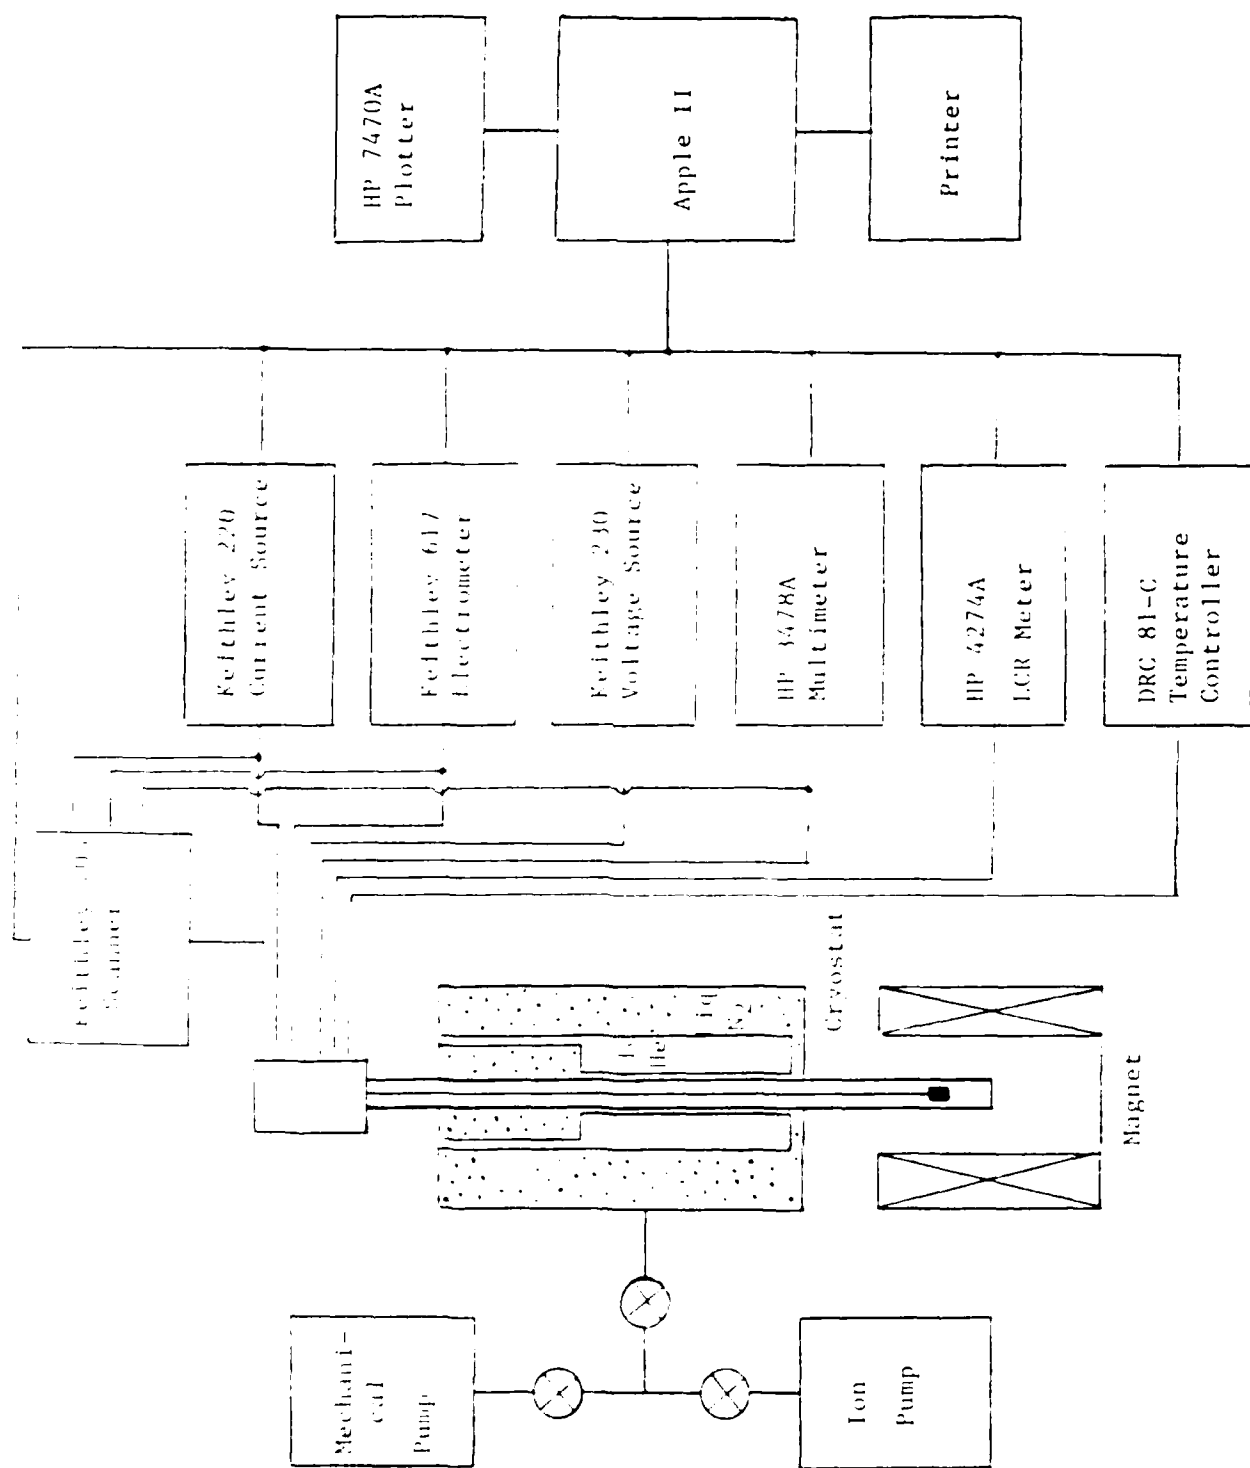 HP 7470A
Plotter
Apple II
Printer
Keithley 220
Current Source
Keithley 617
Electrometer
Keithley 230
Voltage Source
HP 3478A
Multimeter
HP 4274A
LCR Meter
DRC 81-C
Temperature
Controller
Keithley
Scanner
He
N2
Cryostat
Magnet
Mechani-
cal
Pump
Ion
Pump